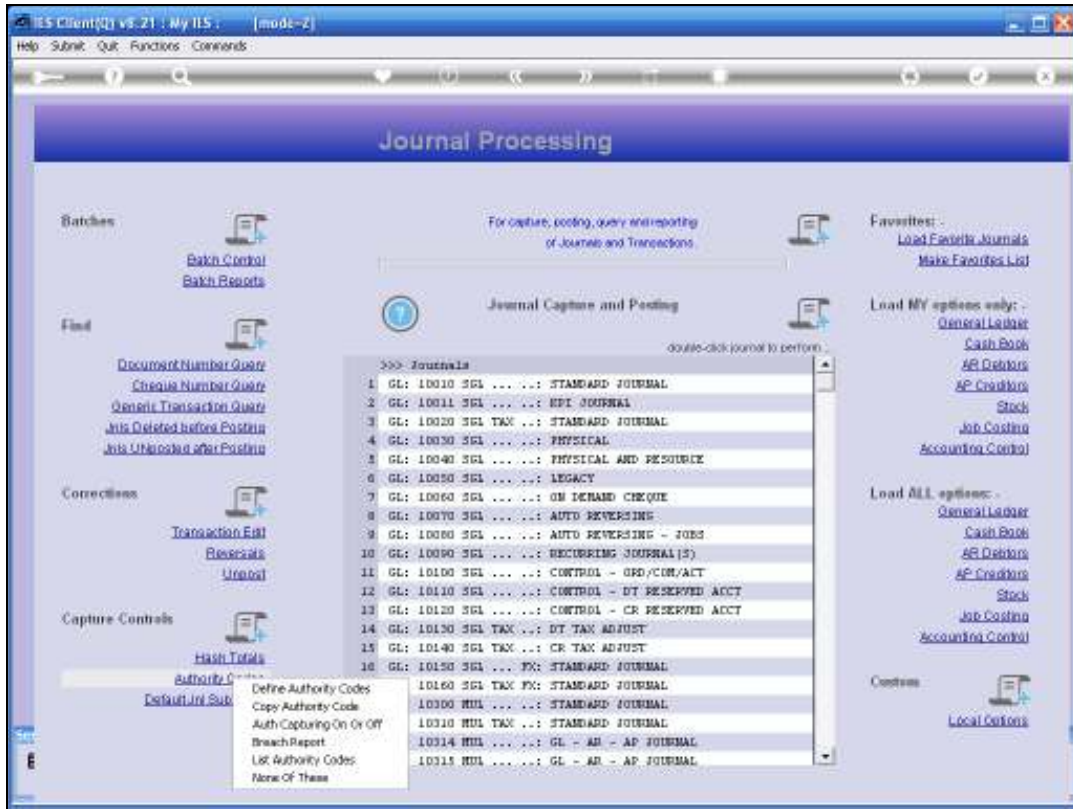 IES Client(Q) v8.21 : My IES : [mode=2]
Help Submit Quit Functions Commands
Journal Processing
Batches
Batch Control
Batch Reports
Find
Document Number Query
Cheque Number Query
Generic Transaction Query
Jnls Deleted before Posting
Jnls UNposted after Posting
Corrections
Transaction Edit
Reversals
Unpost
Capture Controls
Hash Totals
Authority
Default Jnl Sub
Define Authority Codes
Copy Authority Code
Auth Capturing On Or Off
Breach Report
List Authority Codes
None Of These
For capture, posting, query and reporting
of Journals and Transactions.
Journal Capture and Posting
double-click journal to perform
>>> Journals
1 GL: 10010 SGL ... ..: STANDARD JOURNAL
2 GL: 10011 SGL ... ..: KPI JOURNAL
3 GL: 10020 SGL TAX ..: STANDARD JOURNAL
4 GL: 10030 SGL ... ..: PHYSICAL
5 GL: 10040 SGL ... ..: PHYSICAL AND RESOURCE
6 GL: 10050 SGL ... ..: LEGACY
7 GL: 10060 SGL ... ..: ON DEMAND CHEQUE
8 GL: 10070 SGL ... ..: AUTO REVERSING
9 GL: 10080 SGL ... ..: AUTO REVERSING - JOBS
10 GL: 10090 SGL ... ..: RECURRING JOURNAL(S)
11 GL: 10100 SGL ... ..: CONTROL - ORD/COM/ACT
12 GL: 10110 SGL ... ..: CONTROL - DT RESERVED ACCT
13 GL: 10120 SGL ... ..: CONTROL - CR RESERVED ACCT
14 GL: 10130 SGL TAX ..: DT TAX ADJUST
15 GL: 10140 SGL TAX ..: CR TAX ADJUST
16 GL: 10150 SGL ... FX: STANDARD JOURNAL
10160 SGL TAX FX: STANDARD JOURNAL
10300 MUL ... ..: STANDARD JOURNAL
10310 MUL TAX ..: STANDARD JOURNAL
10314 MUL ... ..: GL - AR - AP JOURNAL
10315 MUL ... ..: GL - AR - AP JOURNAL
Favorites: .
Load Favorite Journals
Make Favorites List
Load MY options only: .
General Ledger
Cash Book
AR Debtors
AP Creditors
Stock
Job Costing
Accounting Control
Load ALL options: .
General Ledger
Cash Book
AR Debtors
AP Creditors
Stock
Job Costing
Accounting Control
Custom
Local Options